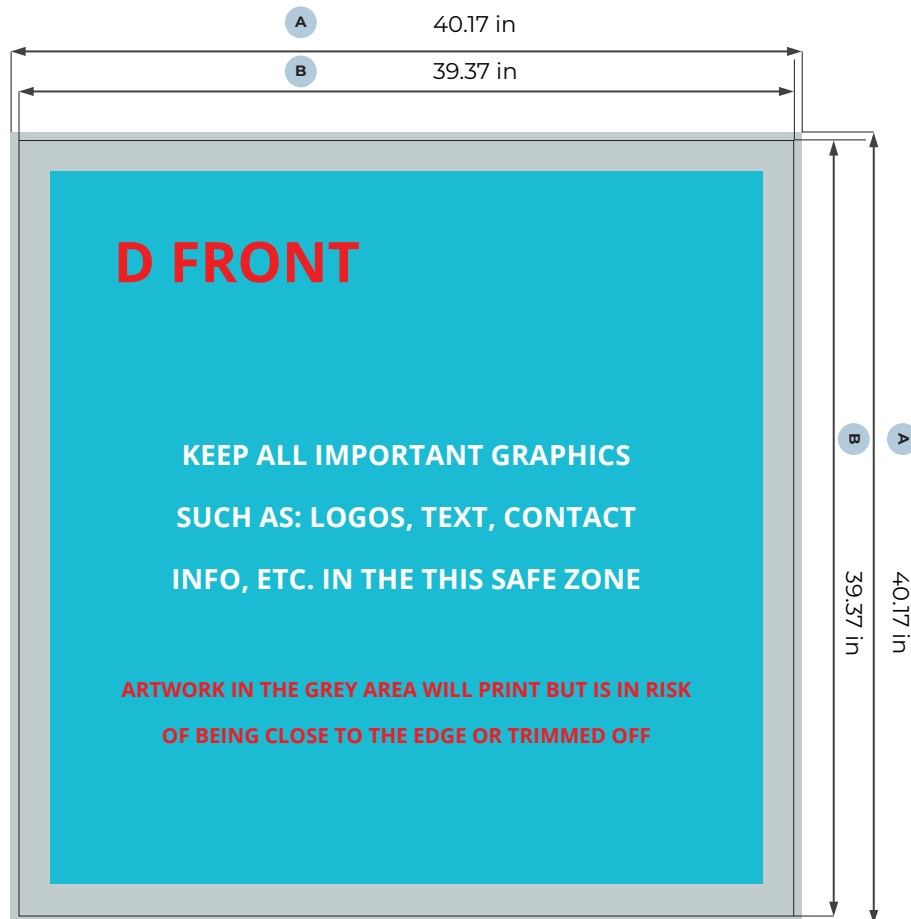 A 40.17 in
B 39.37 in
D FRONT
KEEP ALL IMPORTANT GRAPHICS
SUCH AS: LOGOS, TEXT, CONTACT
INFO, ETC. IN THE THIS SAFE ZONE
ARTWORK IN THE GREY AREA WILL PRINT BUT IS IN RISK
OF BEING CLOSE TO THE EDGE OR TRIMMED OFF
B 39.37 in
A 40.17 in